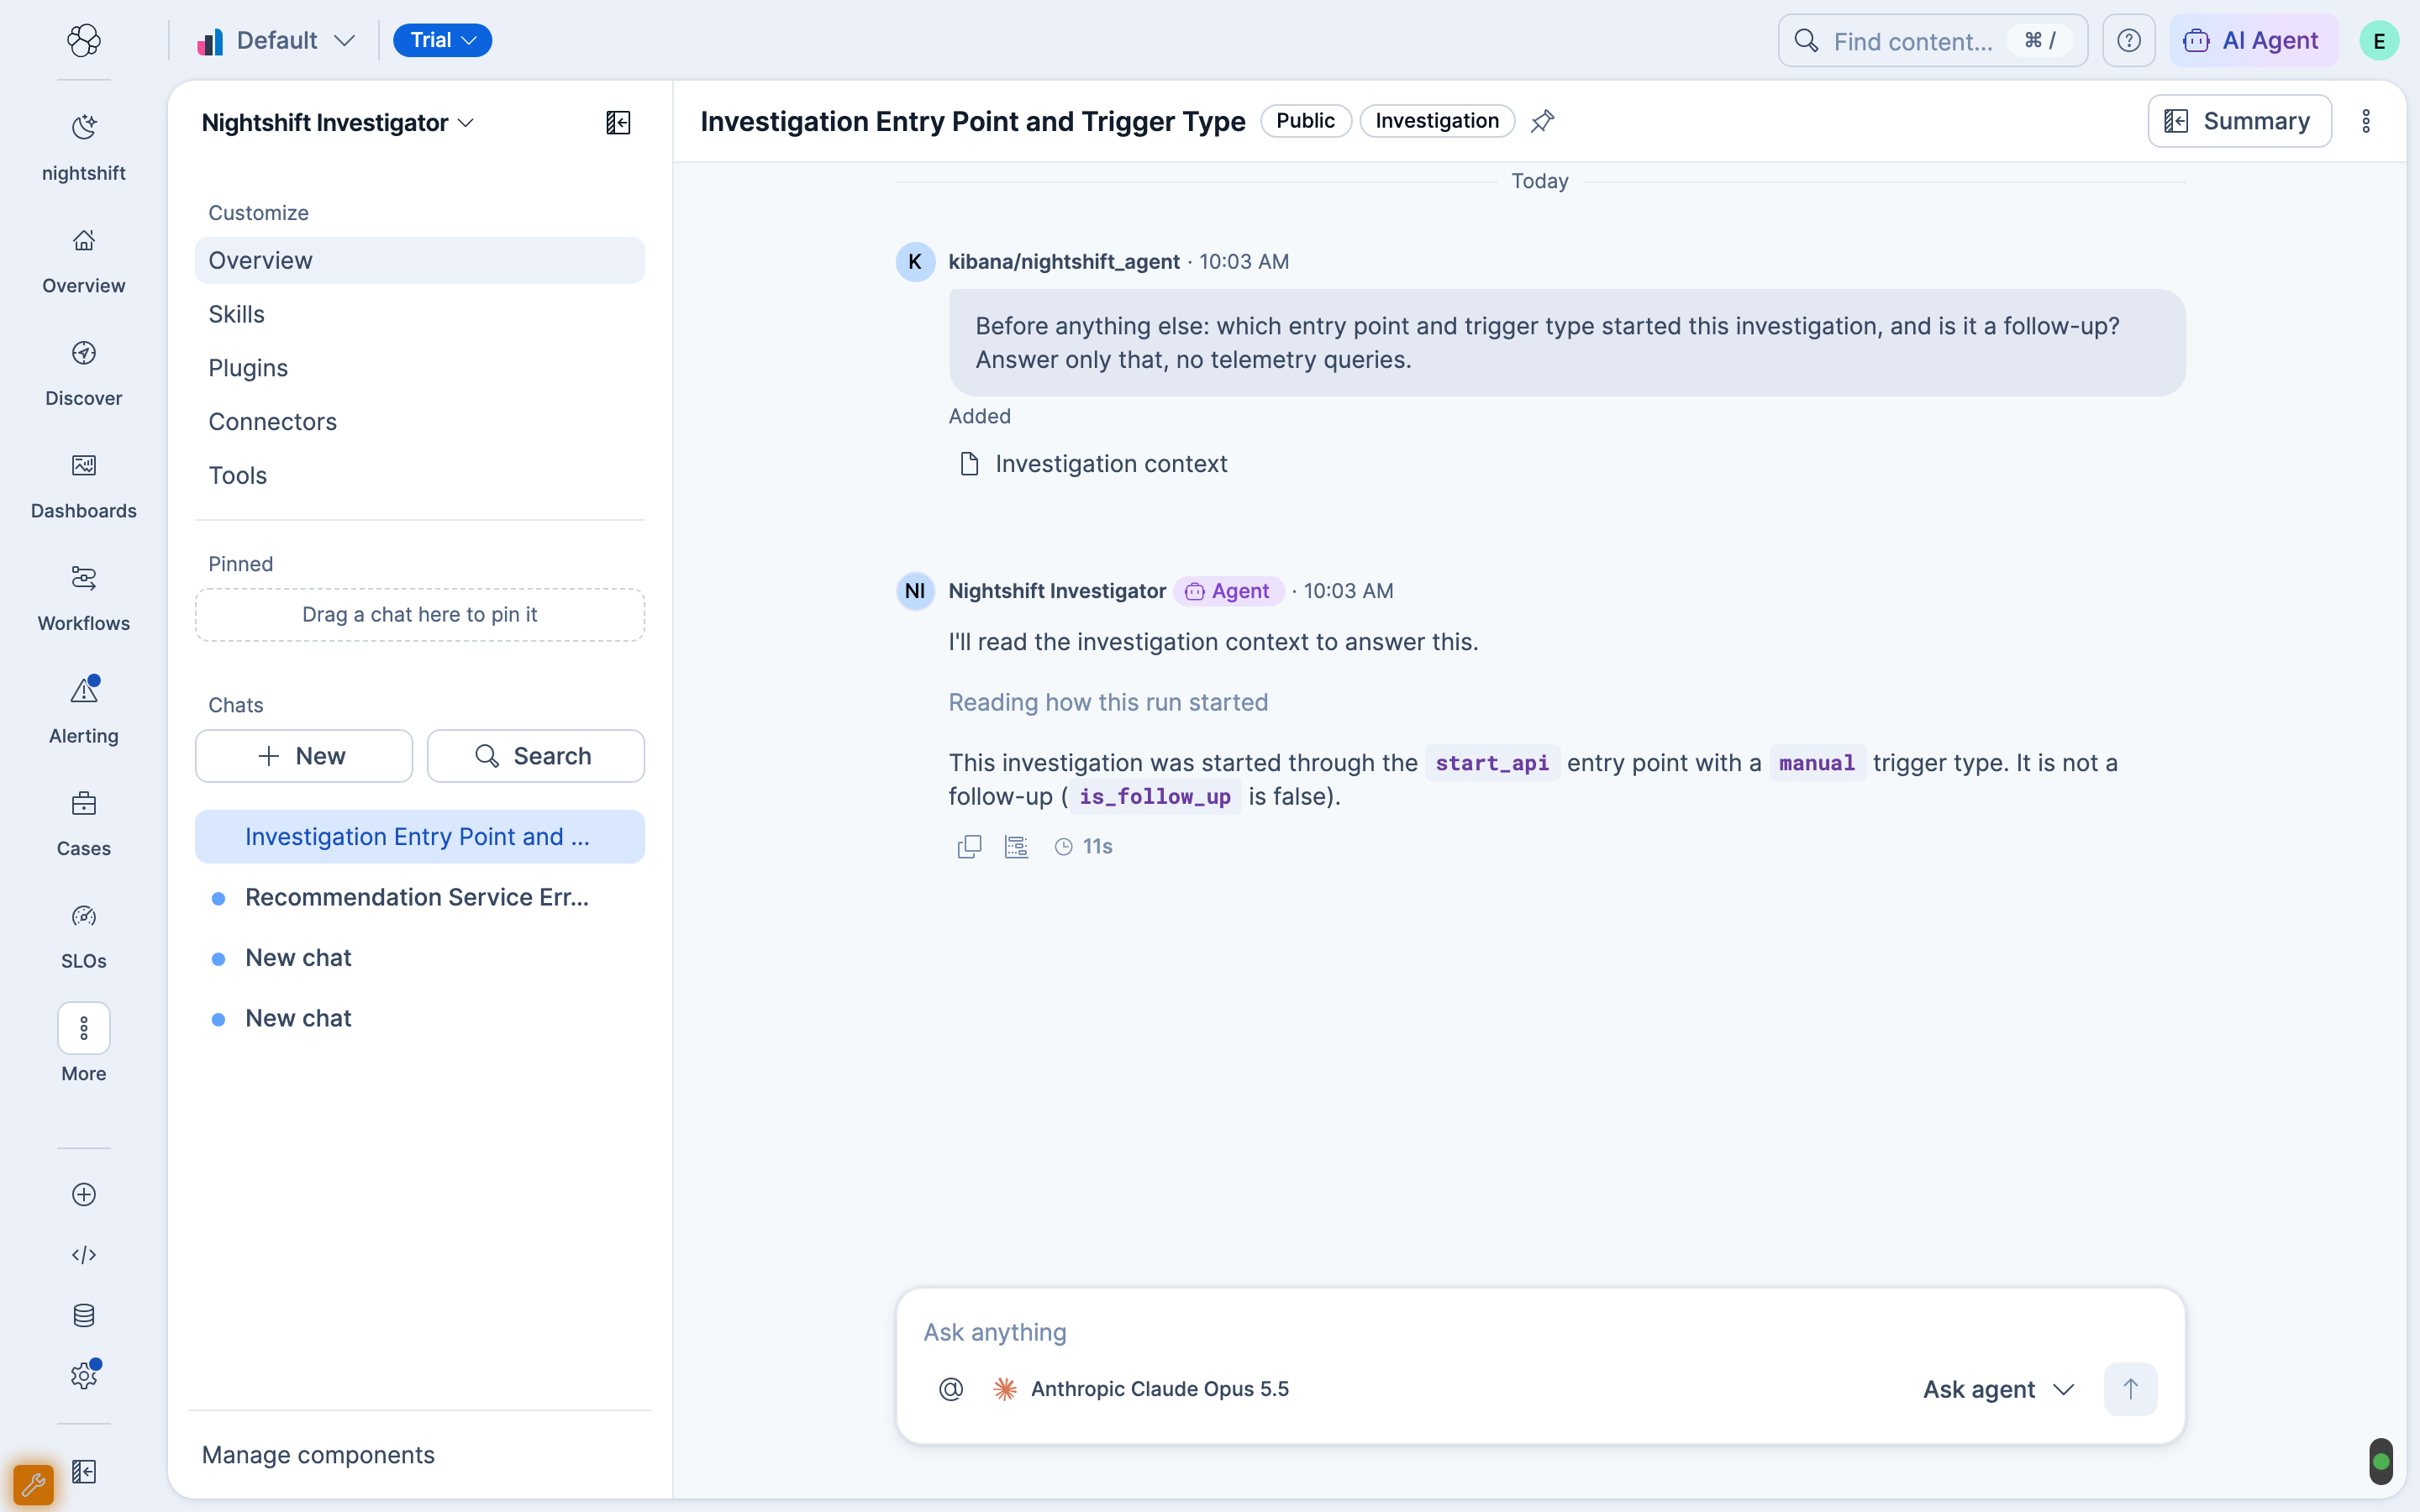 Default
Trial
Find content...
⌘ /
AI Agent
E
nightshift
Overview
Discover
Dashboards
Workflows
Alerting
Cases
SLOs
More
Nightshift Investigator
Customize
Overview
Skills
Plugins
Connectors
Tools
Pinned
Drag a chat here to pin it
Chats
New
Search
Investigation Entry Point and ...
Recommendation Service Err...
New chat
New chat
Manage components
Investigation Entry Point and Trigger Type
Public
Investigation
Summary
Today
K
kibana/nightshift_agent · 10:03 AM
Before anything else: which entry point and trigger type started this investigation, and is it a follow-up?
Answer only that, no telemetry queries.
Added
Investigation context
NI
Nightshift Investigator Agent · 10:03 AM
I'll read the investigation context to answer this.
Reading how this run started
This investigation was started through the start_api entry point with a manual trigger type. It is not a
follow-up ( is_follow_up is false).
11s
Ask anything
@ Anthropic Claude Opus 5.5
Ask agent